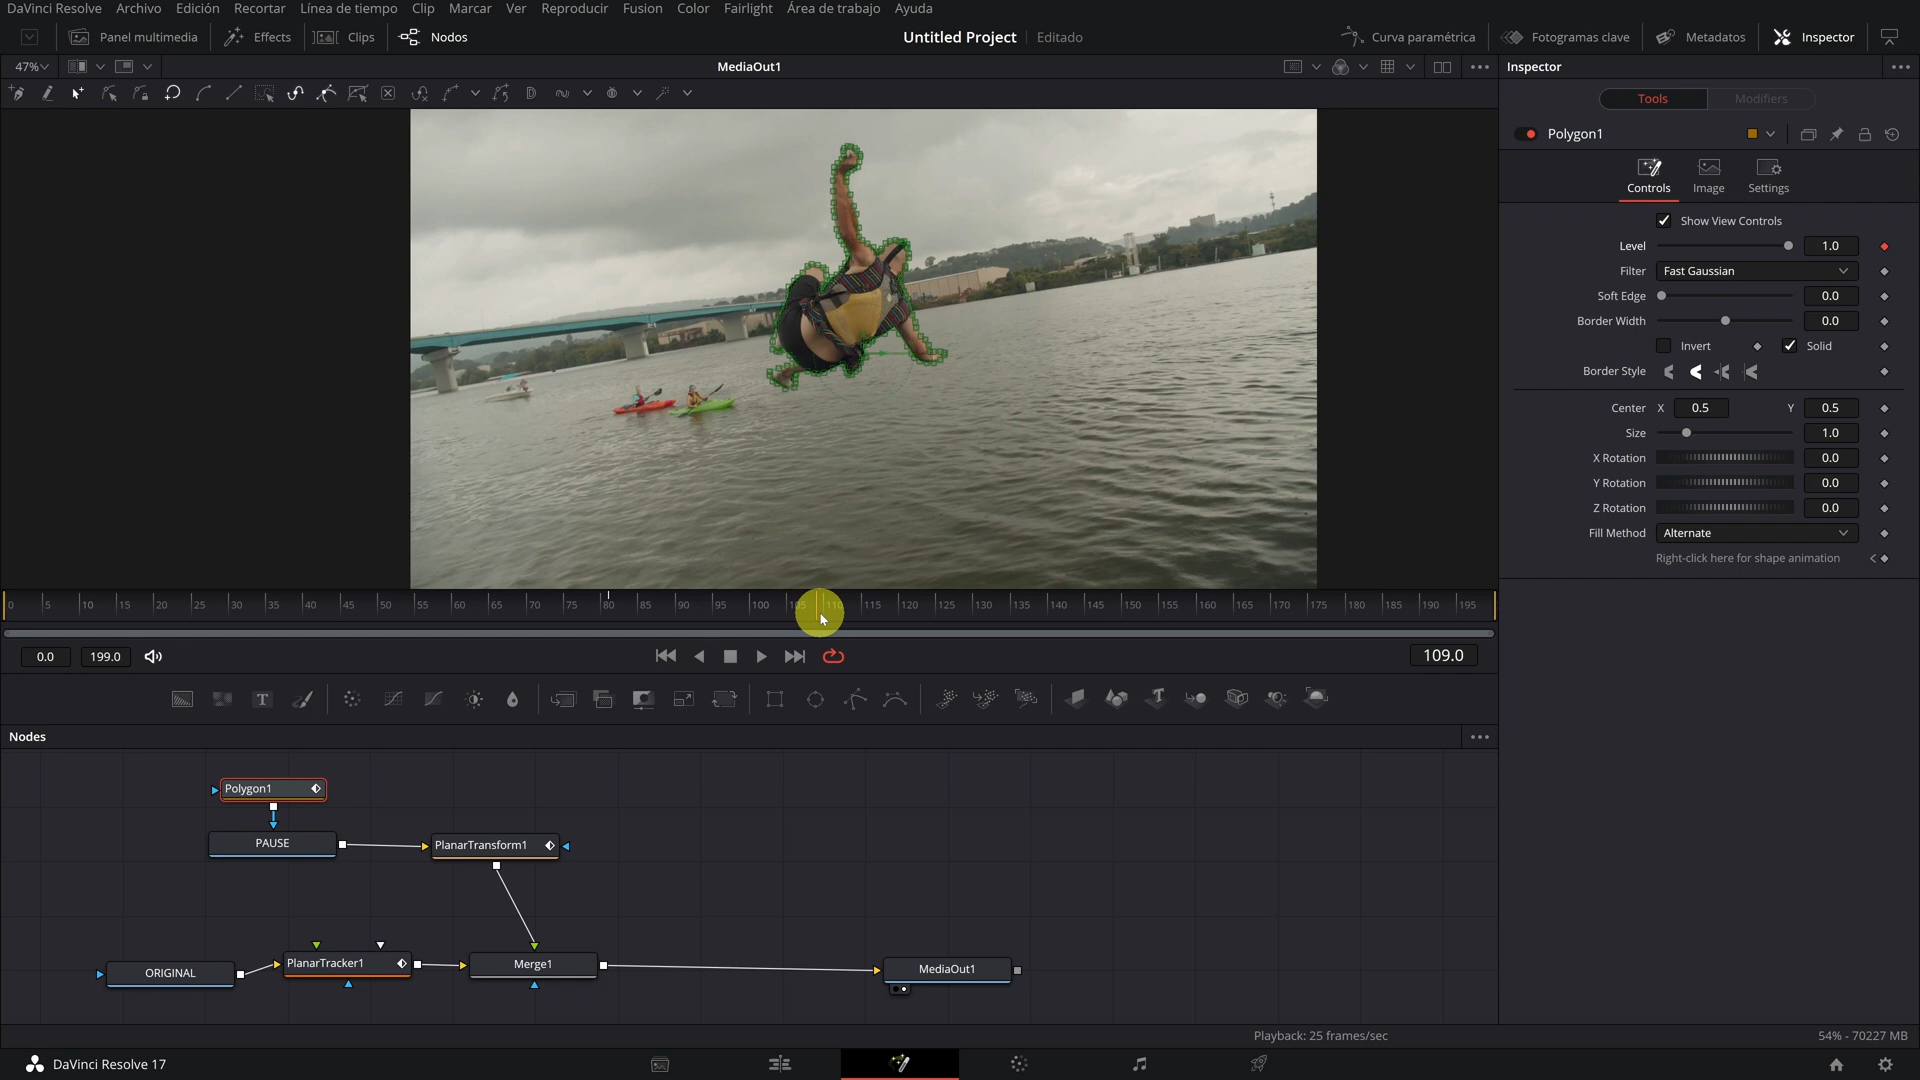 DaVinci Resolve Archivo Edición Recortar Línea de tiempo Clip Marcar Ver Reproducir Fusion Color Fairlight Área de trabajo Ayuda
Panel multimedia Effects Clips Nodos Untitled Project Editado Curva paramétrica Fotogramas clave Metadatos Inspector
47% MediaOut1 Inspector
Tools Modifiers
Polygon1
Controls Image Settings
Show View Controls
Level 1.0
Filter Fast Gaussian
Soft Edge 0.0
Border Width 0.0
Invert Solid
Border Style
Center X 0.5 Y 0.5
Size 1.0
X Rotation 0.0
Y Rotation 0.0
Z Rotation 0.0
Fill Method Alternate
Right-click here for shape animation
0 5 10 15 20 25 30 35 40 45 50 55 60 65 70 75 80 85 90 95 100 105 110 115 120 125 130 135 140 145 150 155 160 165 170 175 180 185 190 195
0.0 199.0 109.0
T
Nodes
Polygon1
PAUSE PlanarTransform1
ORIGINAL PlanarTracker1 Merge1 MediaOut1
Playback: 25 frames/sec 54% - 70227 MB
DaVinci Resolve 17